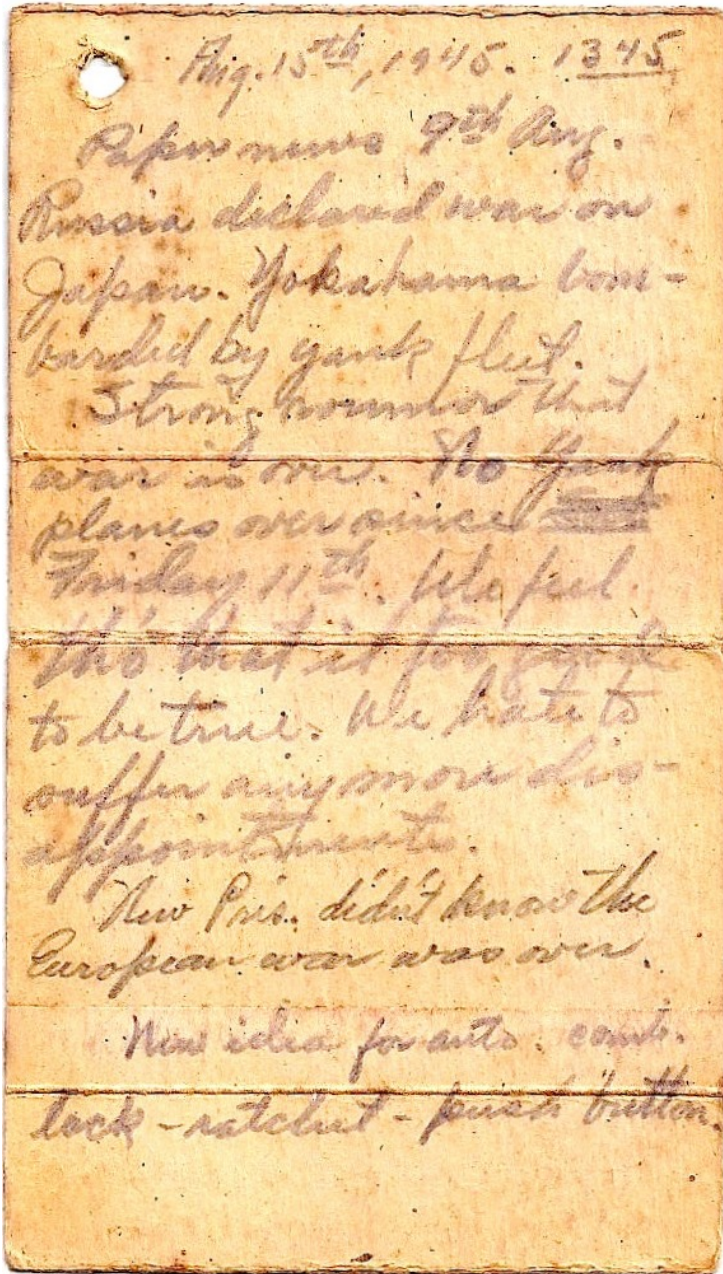 Aug. 15th, 1945. 1345
Paper news 9th Aug.
Russia declared war on
Japan. Yokahama bom-
barded by yank fleet.
Strong roumor that
war is over. No Yank
planes over since
Friday 11th. We feel
tho' that it too good
to be true. We hate to
suffer any more dis-
appointments.
New Pris. didn't know the
European war was over.
New idea for auto. comb.
lock - ratchet - push button.